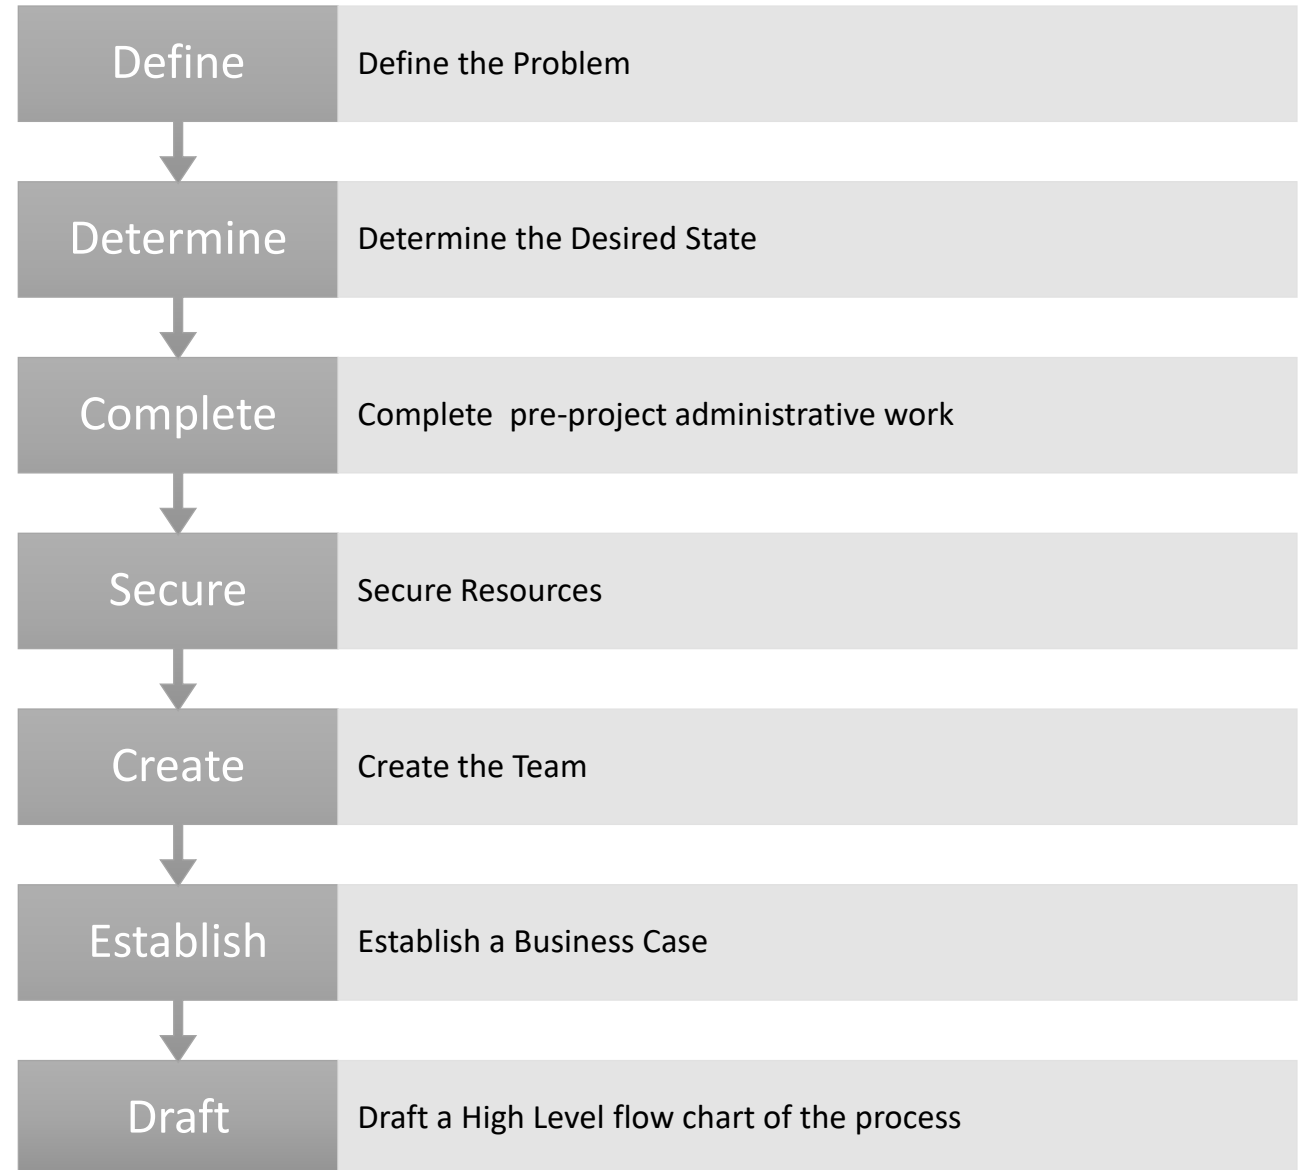 Define
Define the Problem
Determine
Determine the Desired State
Complete
Complete  pre-project administrative work
Secure
Secure Resources
Create
Create the Team
Establish
Establish a Business Case
Draft
Draft a High Level flow chart of the process